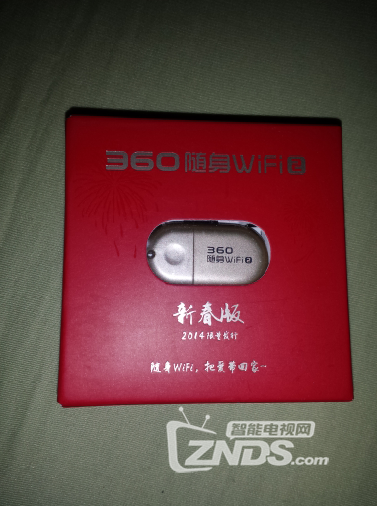 360随身WiFi2
360
随身WiFi2
新春版
2014限量发行
随身WiFi，把爱带回家~
智能电视网
ZNDS.com